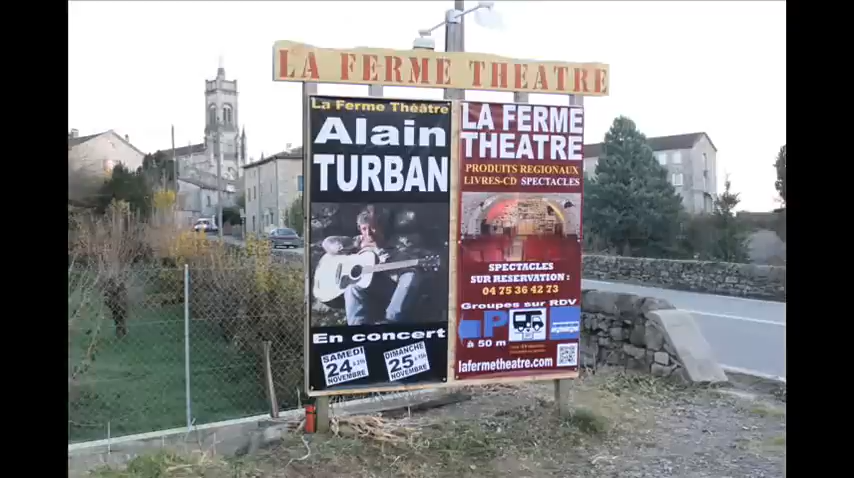 LA FERME THEATRE
La Ferme Théâtre
Alain
TURBAN
En concert
SAMEDI
24
NOVEMBRE
DIMANCHE
25
NOVEMBRE
LA FERME
THEATRE
PRODUITS REGIONAUX
LIVRES-CD SPECTACLES
SPECTACLES
SUR RESERVATION :
04 75 36 42 73
Groupes sur RDV
P
à 50 m
lafermetheatre.com